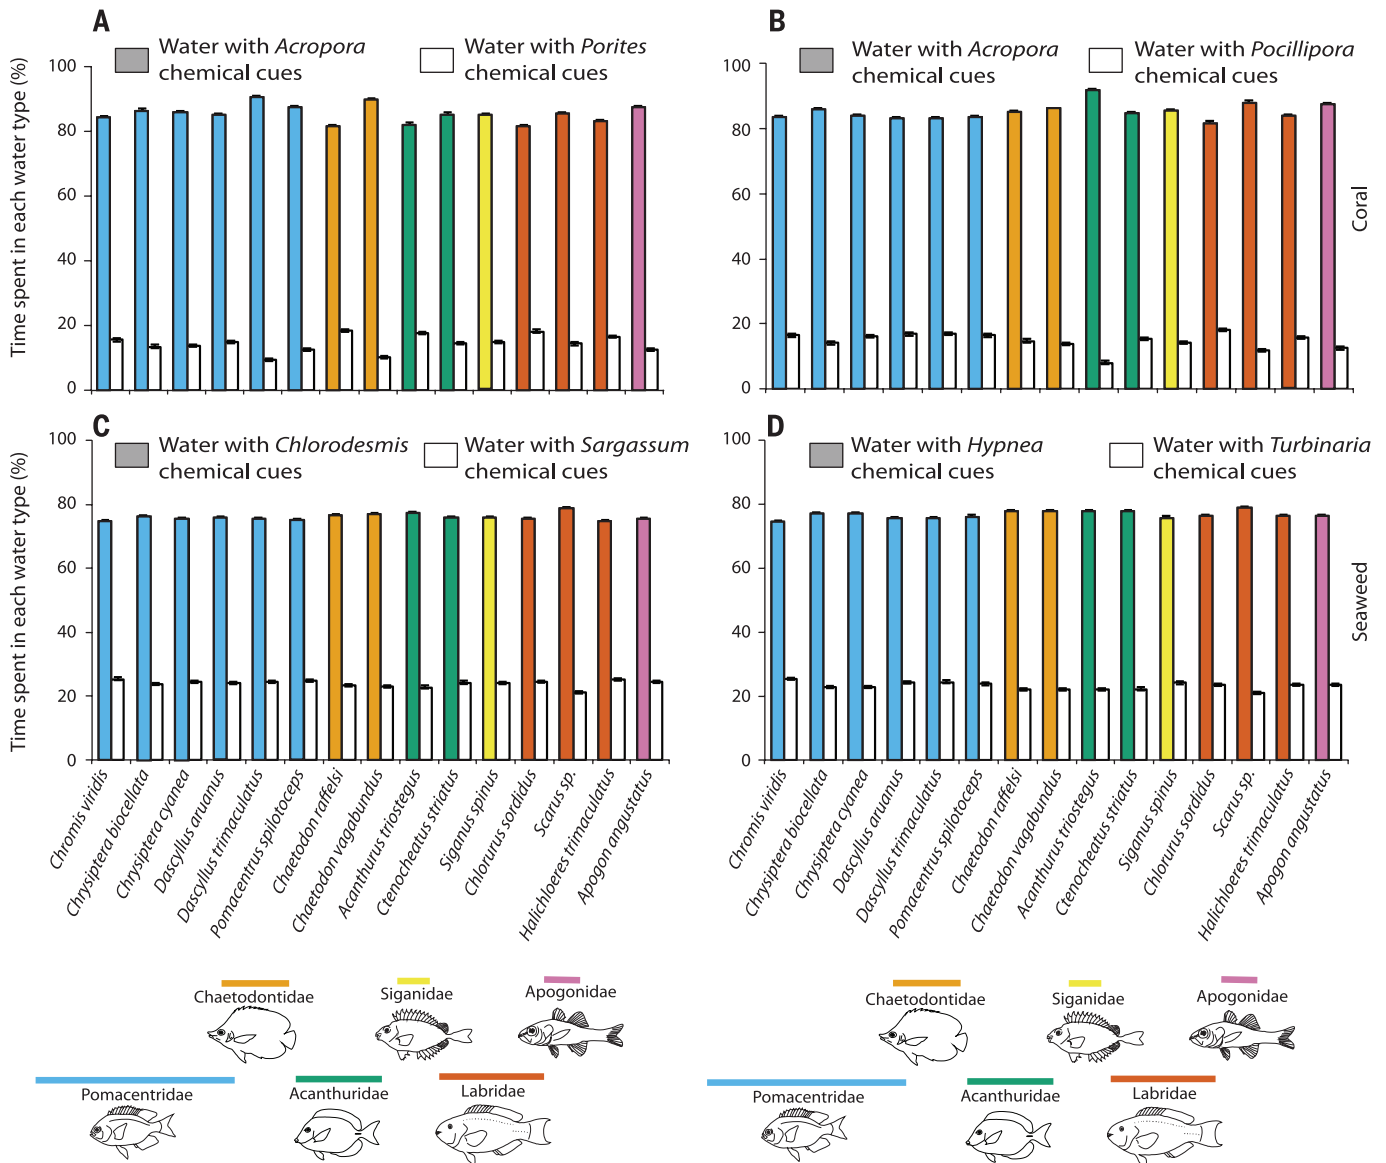 A
Water with Acropora
chemical cues
Water with Porites
chemical cues
Time spent in each water type (%)
100
80
60
40
20
0
B
Water with Acropora
chemical cues
Water with Pocillipora
chemical cues
100
80
60
40
20
0
Coral
C
Water with Chlorodesmis
chemical cues
Water with Sargassum
chemical cues
Time spent in each water type (%)
100
80
60
40
20
0
D
Water with Hypnea
chemical cues
Water with Turbinaria
chemical cues
100
80
60
40
20
0
Seaweed
Chromis viridis
Chrysiptera biocellata
Chrysiptera cyanea
Dascyllus aruanus
Dascyllus trimaculatus
Pomacentrus spilotoceps
Chaetodon raffelsi
Chaetodon vagabundus
Acanthurus triostegus
Ctenocheatus striatus
Siganus spinus
Chlorurus sordidus
Scarus sp.
Halichloeres trimaculatus
Apogon angustatus
Chromis viridis
Chrysiptera biocellata
Chrysiptera cyanea
Dascyllus aruanus
Dascyllus trimaculatus
Pomacentrus spilotoceps
Chaetodon raffelsi
Chaetodon vagabundus
Acanthurus triostegus
Ctenocheatus striatus
Siganus spinus
Chlorurus sordidus
Scarus sp.
Halichloeres trimaculatus
Apogon angustatus
Chaetodontidae
Siganidae
Apogonidae
Pomacentridae
Acanthuridae
Labridae
Chaetodontidae
Siganidae
Apogonidae
Pomacentridae
Acanthuridae
Labridae